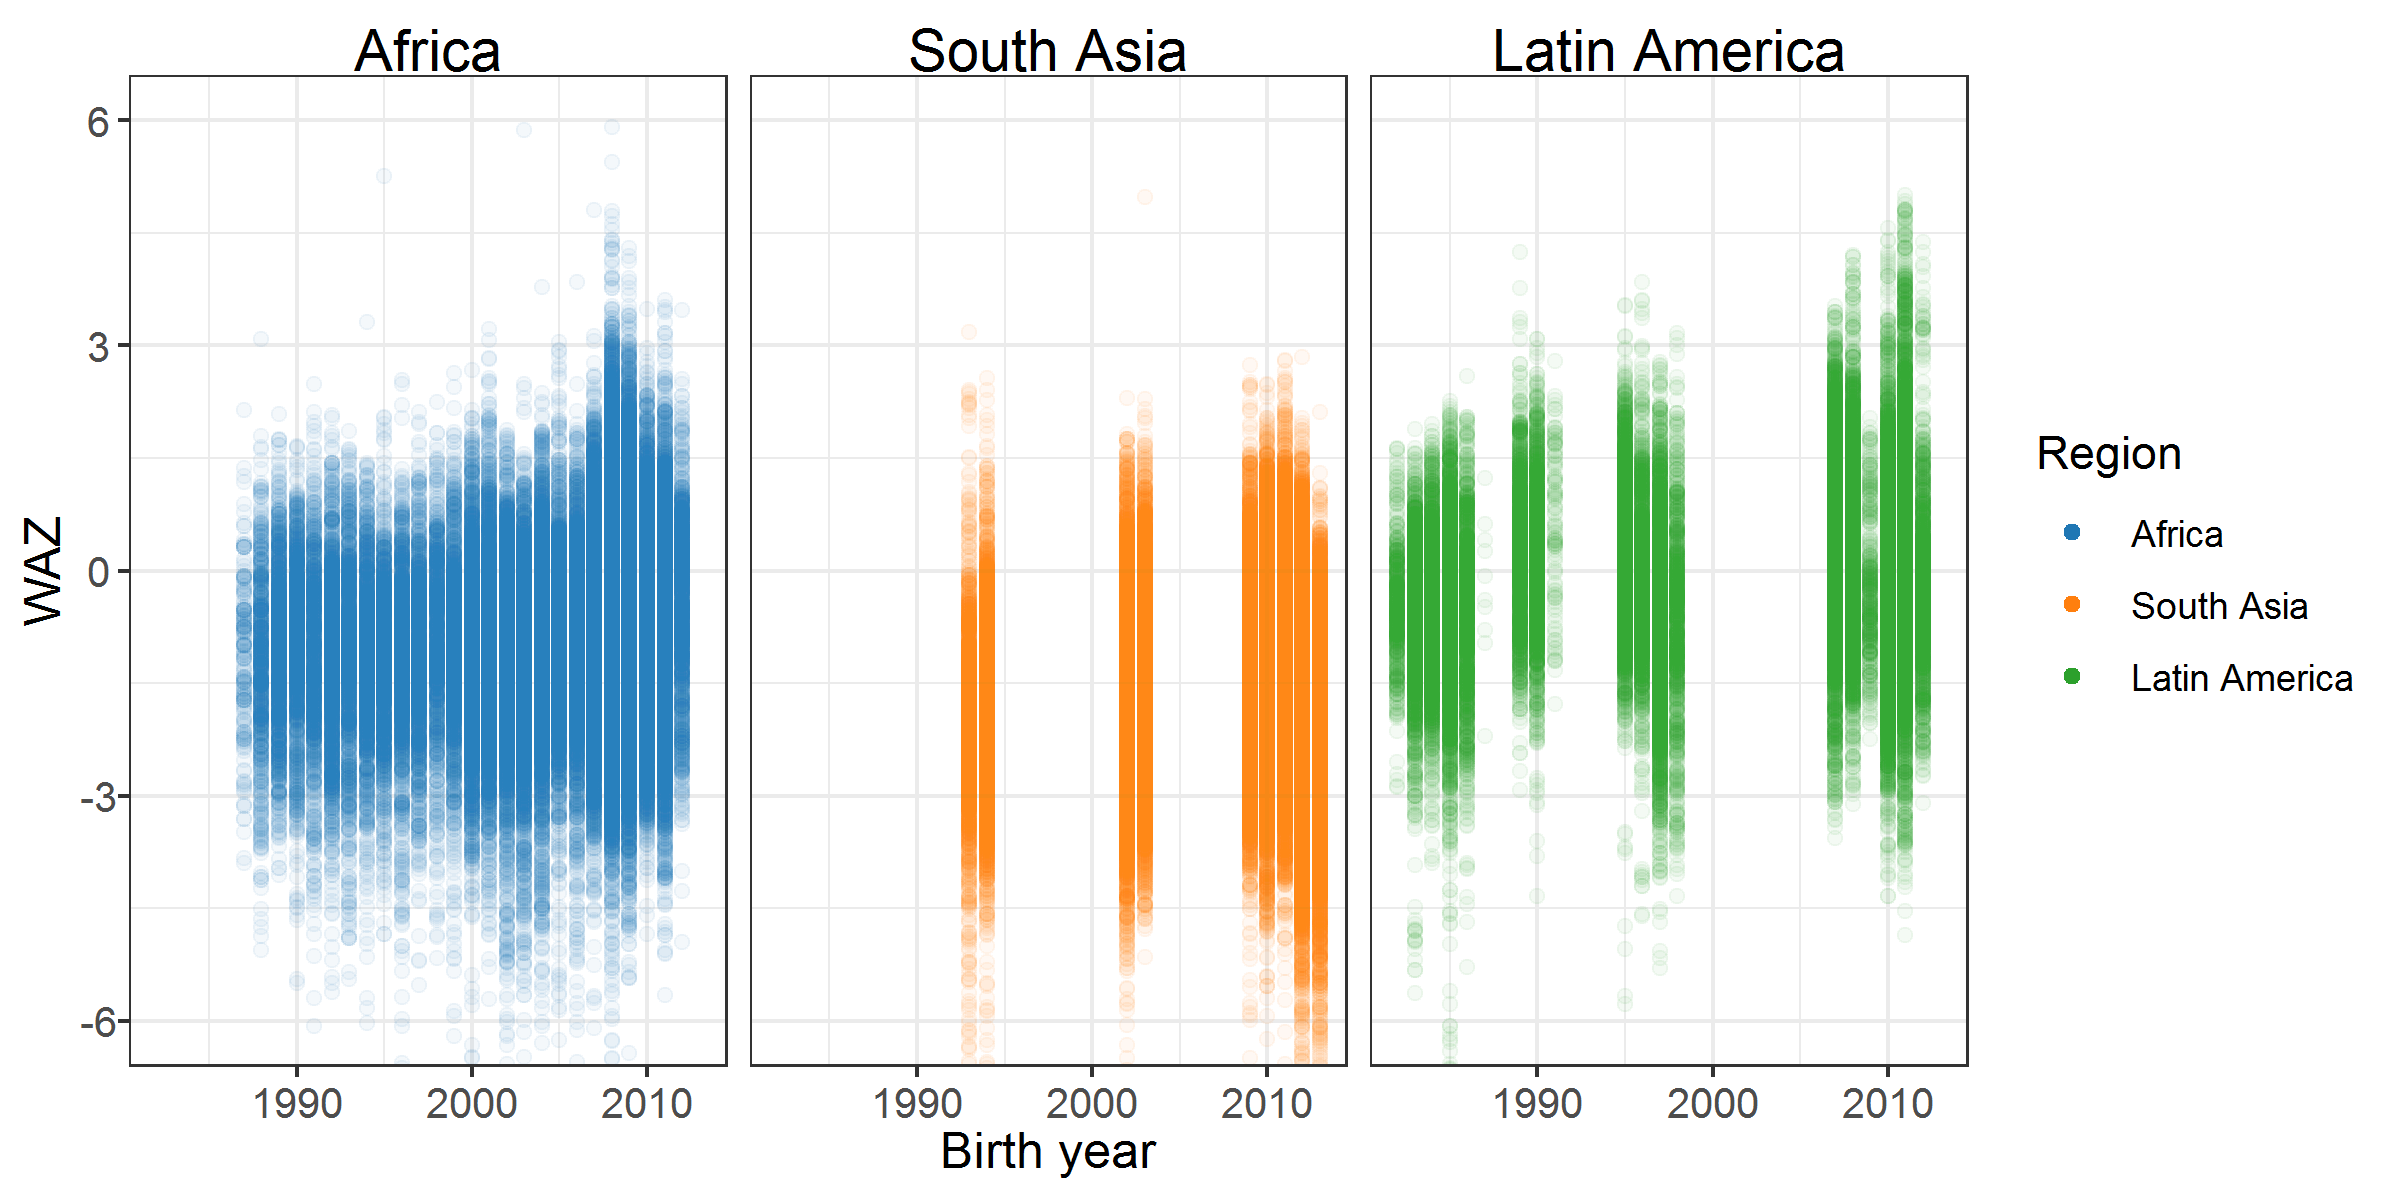 Africa South Asia Latin America
6
3
0
-3
-6
WAZ
1990 2000 2010 1990 2000 2010 1990 2000 2010
Birth year
Region
Africa
South Asia
Latin America